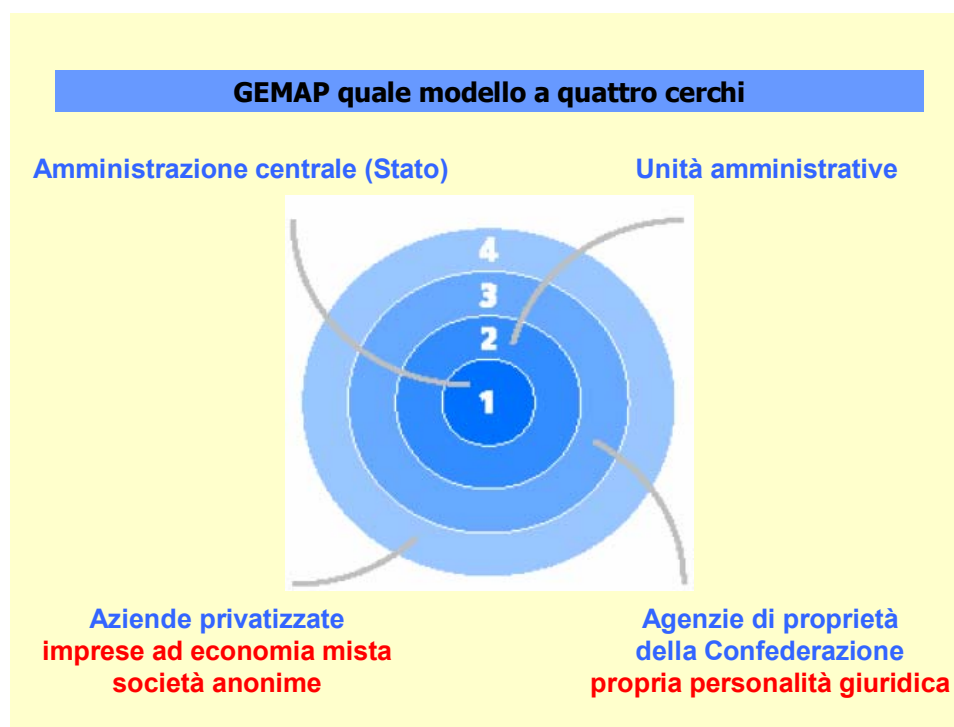 GEMAP quale modello a quattro cerchi
Amministrazione centrale (Stato)
Unità amministrative
4
3
2
1
Aziende privatizzate
imprese ad economia mista
società anonime
Agenzie di proprietà
della Confederazione
propria personalità giuridica